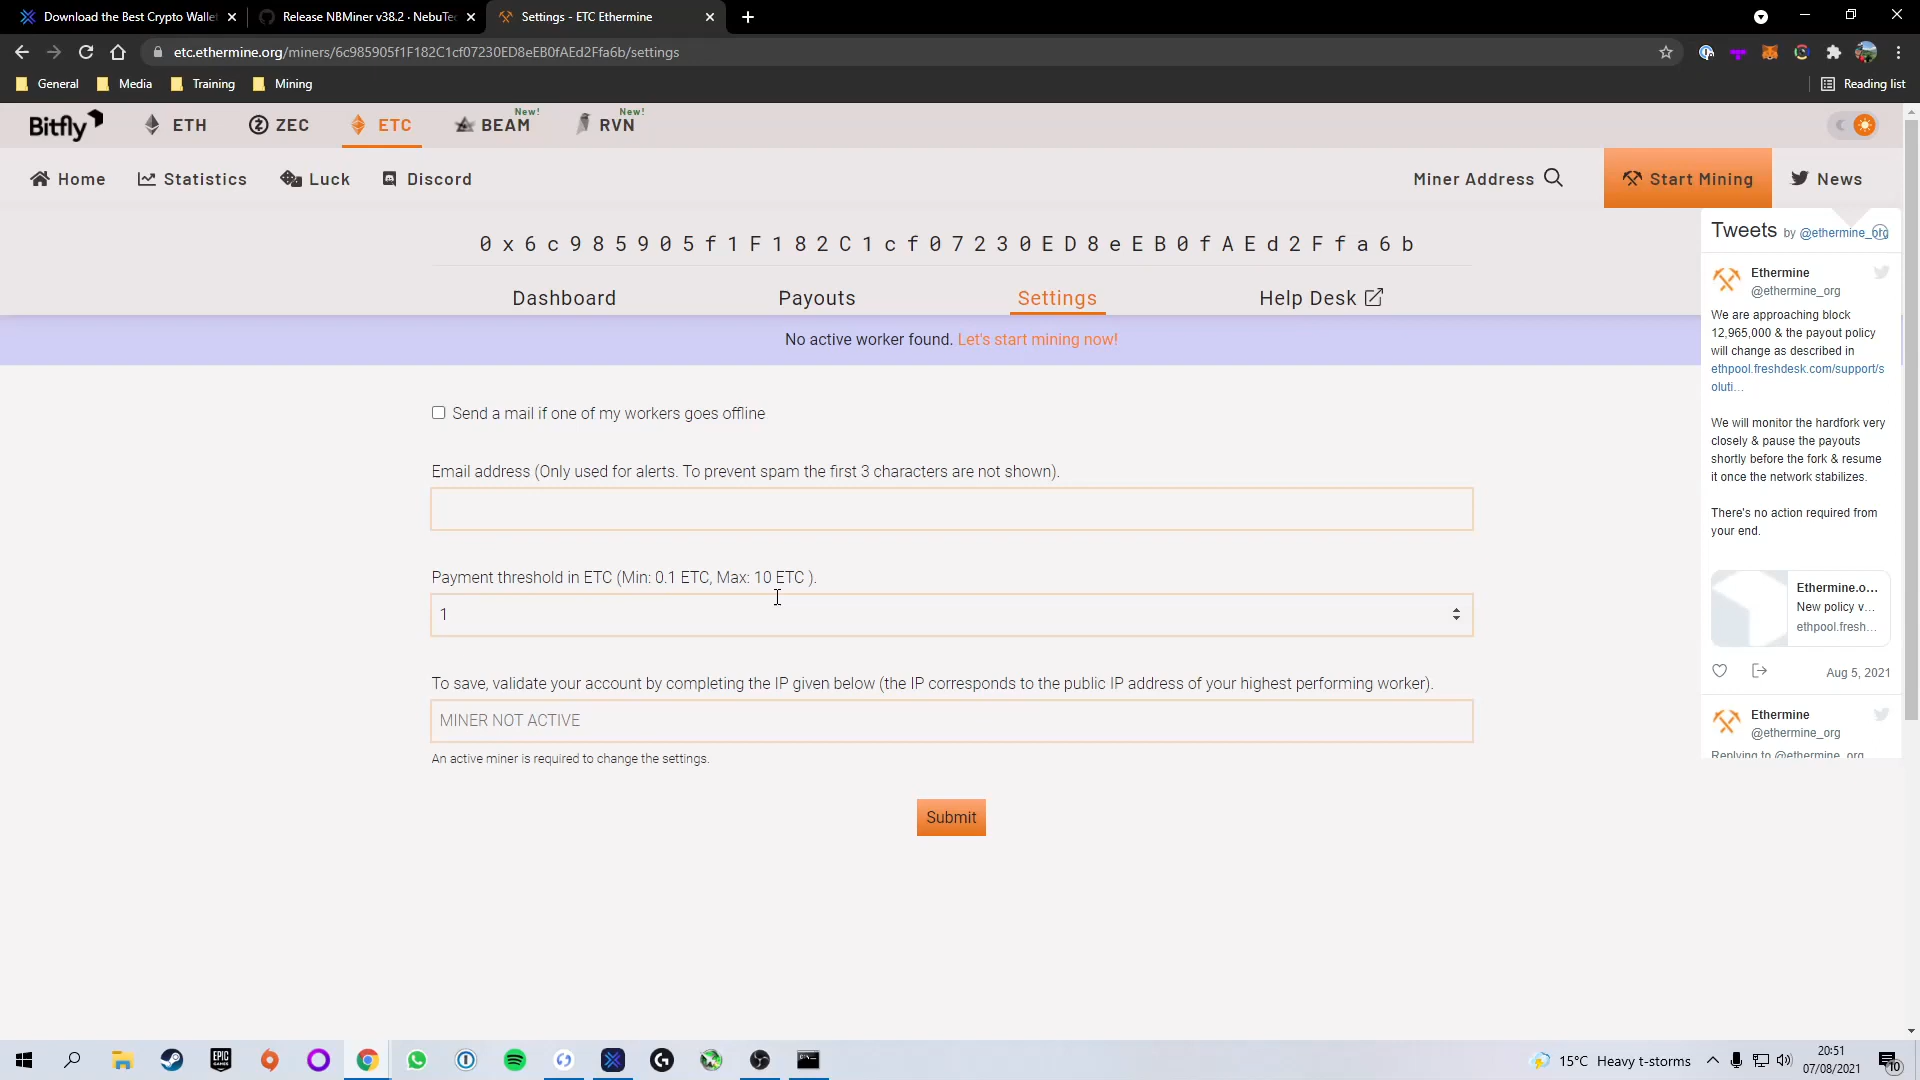 Download the Best Crypto Wallet
Release NBMiner v38.2 · NebuTec
Settings - ETC Ethermine
etc.ethermine.org/miners/6c985905f1F182C1cf07230ED8eEB0fAEd2Ffa6b/settings
General
Media
Training
Mining
Reading list
Bitfly
ETH
ZEC
ETC
BEAM
New!
RVN
New!
Home
Statistics
Luck
Discord
Miner Address
Start Mining
News
0x6c985905f1F182C1cf07230ED8eEB0fAEd2Ffa6b
Dashboard
Payouts
Settings
Help Desk
No active worker found. Let's start mining now!
Send a mail if one of my workers goes offline
Email address (Only used for alerts. To prevent spam the first 3 characters are not shown).
Payment threshold in ETC (Min: 0.1 ETC, Max: 10 ETC ).
1
To save, validate your account by completing the IP given below (the IP corresponds to the public IP address of your highest performing worker).
MINER NOT ACTIVE
An active miner is required to change the settings.
Submit
Tweets by @ethermine_org
Ethermine
@ethermine_org
We are approaching block
12,965,000 & the payout policy
will change as described in
ethpool.freshdesk.com/support/s
oluti…
We will monitor the hardfork very
closely & pause the payouts
shortly before the fork & resume
it once the network stabilizes.
There's no action required from
your end.
Ethermine.o...
New policy v...
ethpool.fresh...
Aug 5, 2021
Ethermine
@ethermine_org
Replying to @ethermine_org
EPIC
GAMES
15°C Heavy t-storms
20:51
07/08/2021
10